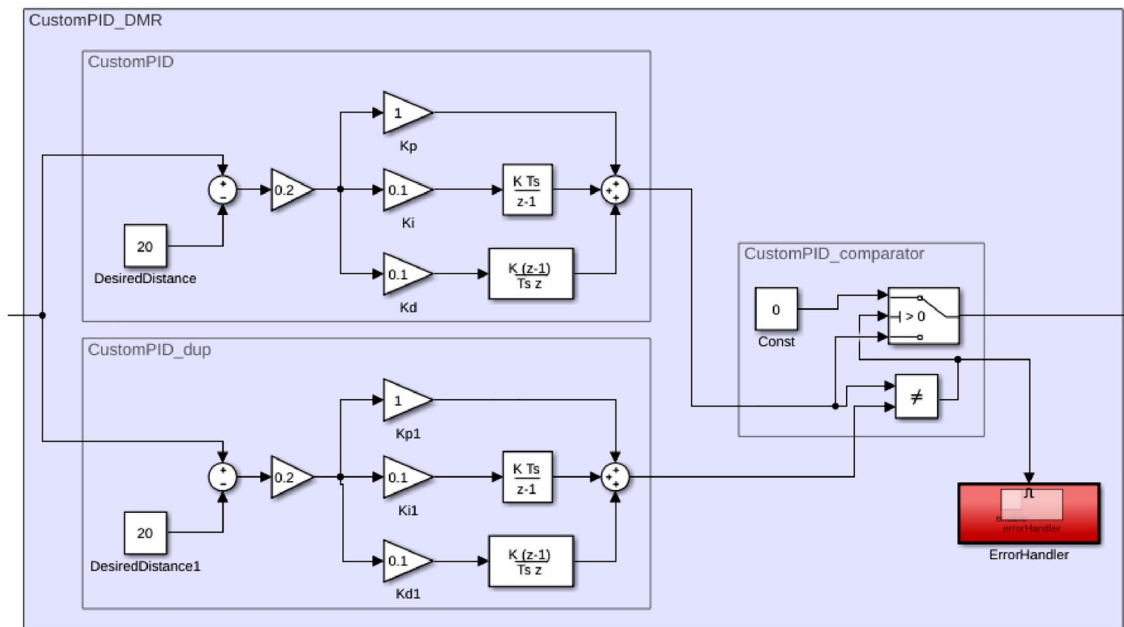 CustomPID_DMR
CustomPID
1
Kp
+
−
0.2
0.1
Ki
K Ts
z-1
+
+ +
20
DesiredDistance
0.1
Kd
K (z-1)
Ts z
CustomPID_comparator
0
Const
> 0
≠
CustomPID_dup
1
Kp1
+
−
0.2
0.1
Ki1
K Ts
z-1
+
+ +
20
DesiredDistance1
0.1
Kd1
K (z-1)
Ts z
errorHandler
ErrorHandler